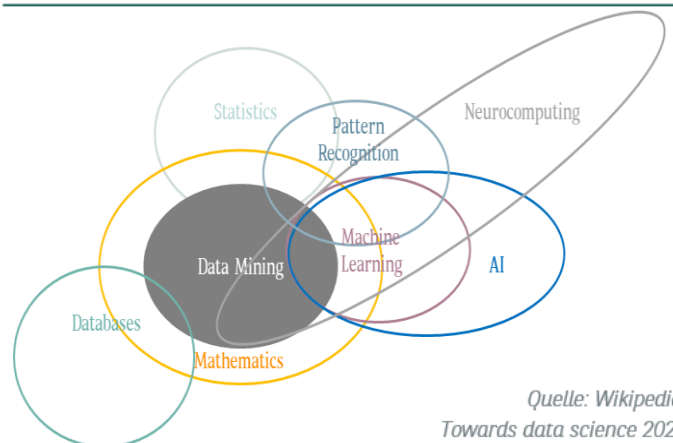 Statistics
Pattern
Recognition
Neurocomputing
Machine
Learning
Data Mining
AI
Databases
Mathematics
Quelle: Wikipedi
Towards data science 202